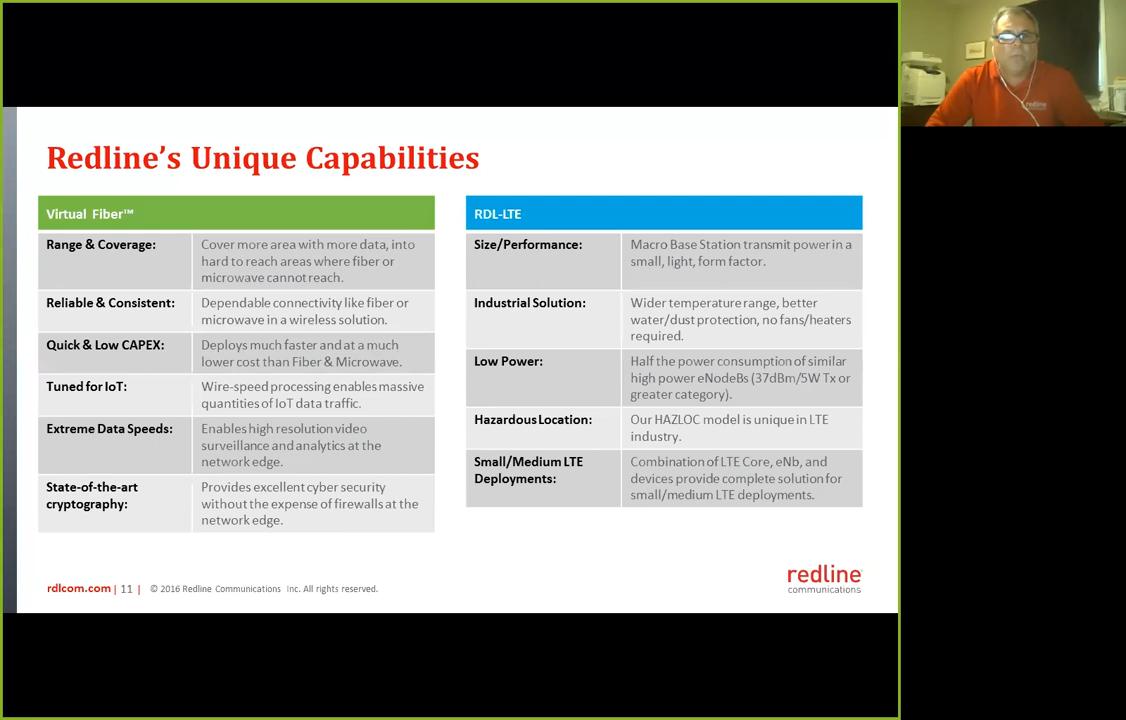 Redline's Unique Capabilities
Virtual Fiber™
Range & Coverage:
Cover more area with more data, into
hard to reach areas where fiber or
microwave cannot reach.
Reliable & Consistent:
Dependable connectivity like fiber or
microwave in a wireless solution.
Quick & Low CAPEX:
Deploys much faster and at a much
lower cost than Fiber & Microwave.
Tuned for IoT:
Wire-speed processing enables massive
quantities of IoT data traffic.
Extreme Data Speeds:
Enables high resolution video
surveillance and analytics at the
network edge.
State-of-the-art
cryptography:
Provides excellent cyber security
without the expense of firewalls at the
network edge.
RDL-LTE
Size/Performance:
Macro Base Station transmit power in a
small, light, form factor.
Industrial Solution:
Wider temperature range, better
water/dust protection, no fans/heaters
required.
Low Power:
Half the power consumption of similar
high power eNodeBs (37dBm/5W Tx or
greater category).
Hazardous Location:
Our HAZLOC model is unique in LTE
industry.
Small/Medium LTE
Deployments:
Combination of LTE Core, eNb, and
devices provide complete solution for
small/medium LTE deployments.
rdlcom.com | 11 | © 2016 Redline Communications Inc. All rights reserved.
redline
communications
redline